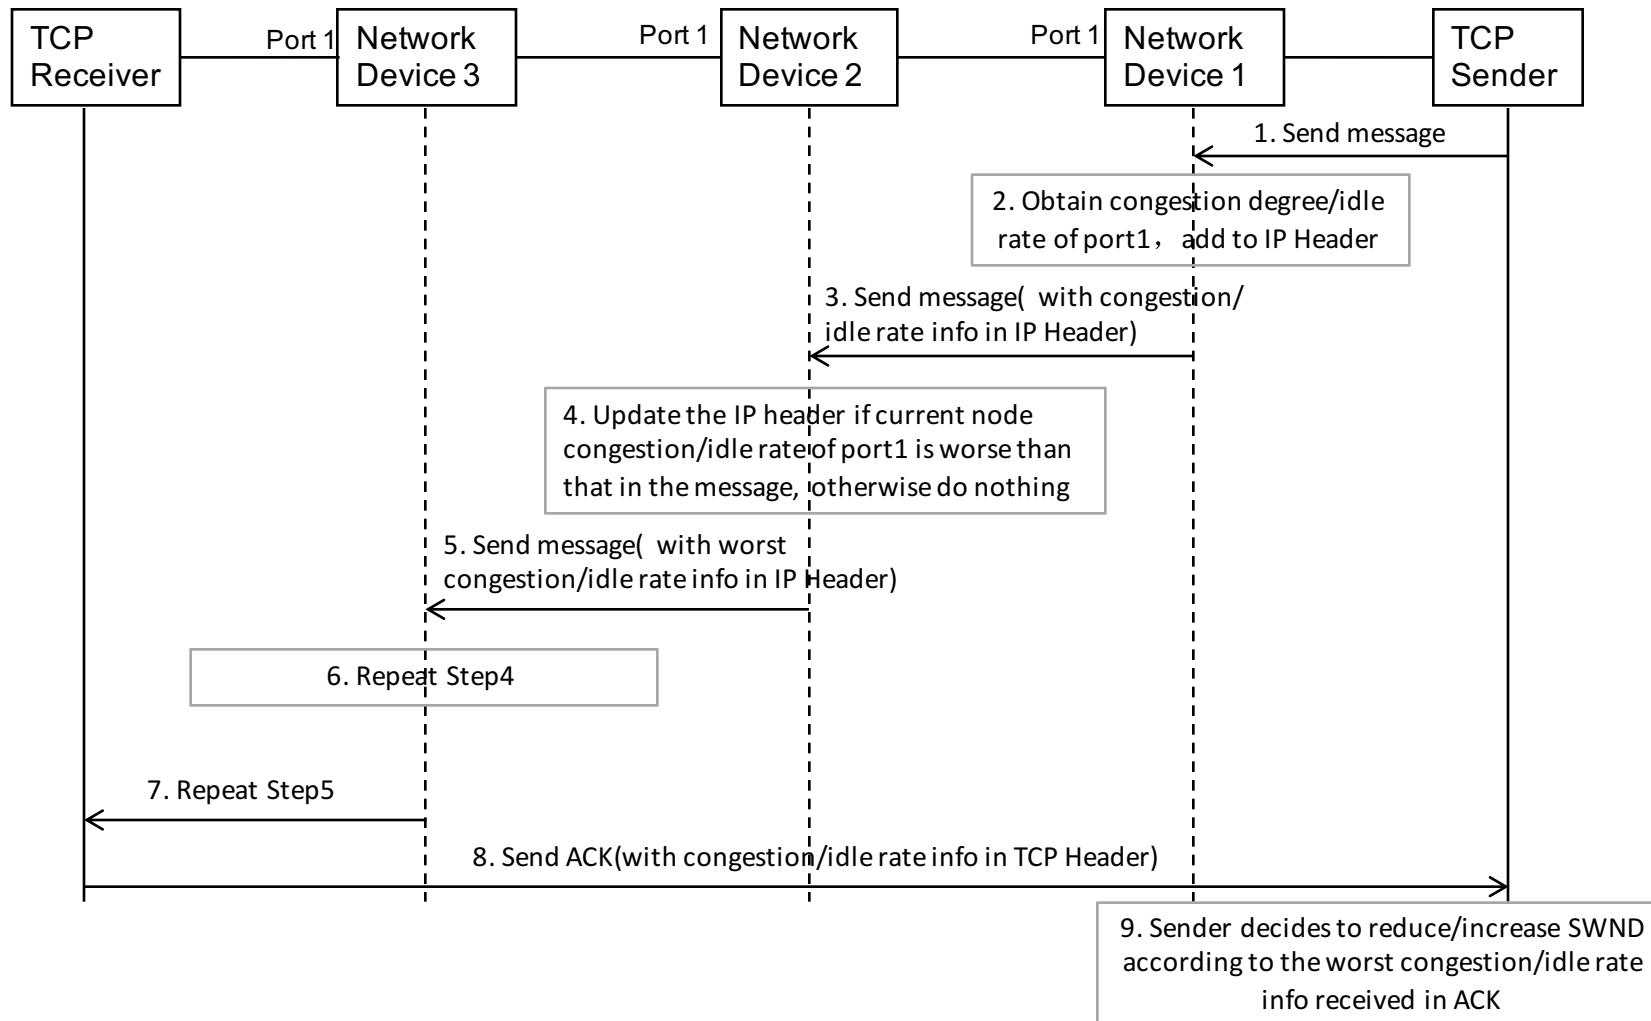 TCP
Receiver
Port 1
Network
Device 3
Port 1
Network
Device 2
Port 1
Network
Device 1
TCP
Sender
1. Send message
2. Obtain congestion degree/idle
rate of port1， add to IP Header
3. Send message( with congestion/
idle rate info in IP Header)
4. Update the IP header if current node
congestion/idle rate of port1 is worse than
that in the message, otherwise do nothing
5. Send message( with worst
congestion/idle rate info in IP Header)
6. Repeat Step4
7. Repeat Step5
8. Send ACK(with congestion/idle rate info in TCP Header)
9. Sender decides to reduce/increase SWND
according to the worst congestion/idle rate
info received in ACK